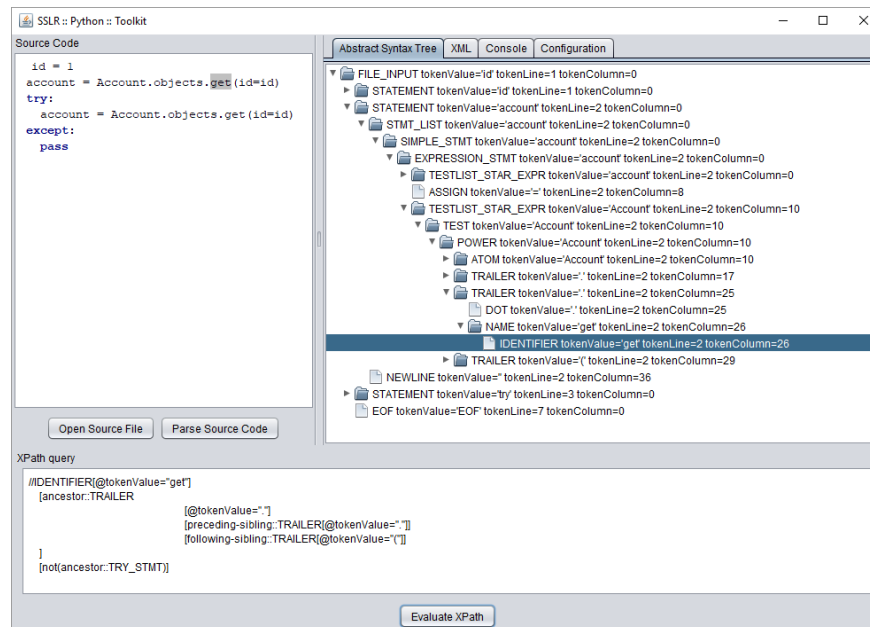 SSLR :: Python :: Toolkit
Source Code
id = 1
account = Account.objects.get(id=id)
try:
account = Account.objects.get(id=id)
except:
pass
Open Source File
Parse Source Code
Abstract Syntax Tree XML Console Configuration
FILE_INPUT tokenValue='id' tokenLine=1 tokenColumn=0
STATEMENT tokenValue='id' tokenLine=1 tokenColumn=0
STATEMENT tokenValue='account' tokenLine=2 tokenColumn=0
STMT_LIST tokenValue='account' tokenLine=2 tokenColumn=0
SIMPLE_STMT tokenValue='account' tokenLine=2 tokenColumn=0
EXPRESSION_STMT tokenValue='account' tokenLine=2 tokenColumn=0
TESTLIST_STAR_EXPR tokenValue='account' tokenLine=2 tokenColumn=0
ASSIGN tokenValue='=' tokenLine=2 tokenColumn=8
TESTLIST_STAR_EXPR tokenValue='Account' tokenLine=2 tokenColumn=10
TEST tokenValue='Account' tokenLine=2 tokenColumn=10
POWER tokenValue='Account' tokenLine=2 tokenColumn=10
ATOM tokenValue='Account' tokenLine=2 tokenColumn=10
TRAILER tokenValue='.' tokenLine=2 tokenColumn=17
TRAILER tokenValue='.' tokenLine=2 tokenColumn=25
DOT tokenValue='.' tokenLine=2 tokenColumn=25
NAME tokenValue='get' tokenLine=2 tokenColumn=26
IDENTIFIER tokenValue='get' tokenLine=2 tokenColumn=26
TRAILER tokenValue='(' tokenLine=2 tokenColumn=29
NEWLINE tokenValue='' tokenLine=2 tokenColumn=36
STATEMENT tokenValue='try' tokenLine=3 tokenColumn=0
EOF tokenValue='EOF' tokenLine=7 tokenColumn=0
XPath query
//IDENTIFIER[@tokenValue="get"]
[ancestor::TRAILER
[@tokenValue="."]
[preceding-sibling::TRAILER[@tokenValue="."]]
[following-sibling::TRAILER[@tokenValue="("]]
]
[not(ancestor::TRY_STMT)]
Evaluate XPath